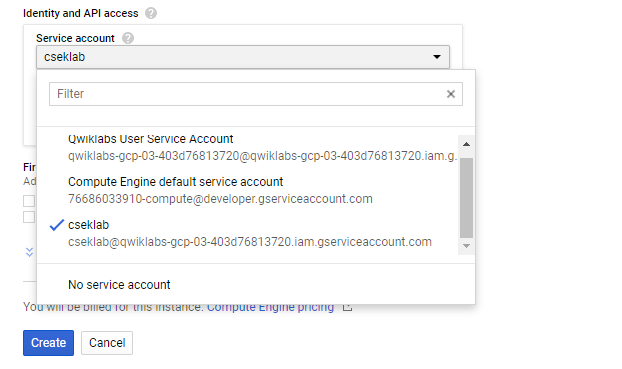 Identity and API access
Service account
cseklab
Filter
Qwiklabs User Service Account
qwiklabs-gcp-03-403d76813720@qwiklabs-gcp-03-403d76813720.iam.g.
Compute Engine default service account
76686033910-compute@developer.gserviceaccount.com
cseklab
cseklab@qwiklabs-gcp-03-403d76813720.iam.gserviceaccount.com
Fir
Ad
No service account
You will be billed for this instance. Compute Engine pricing
Create
Cancel